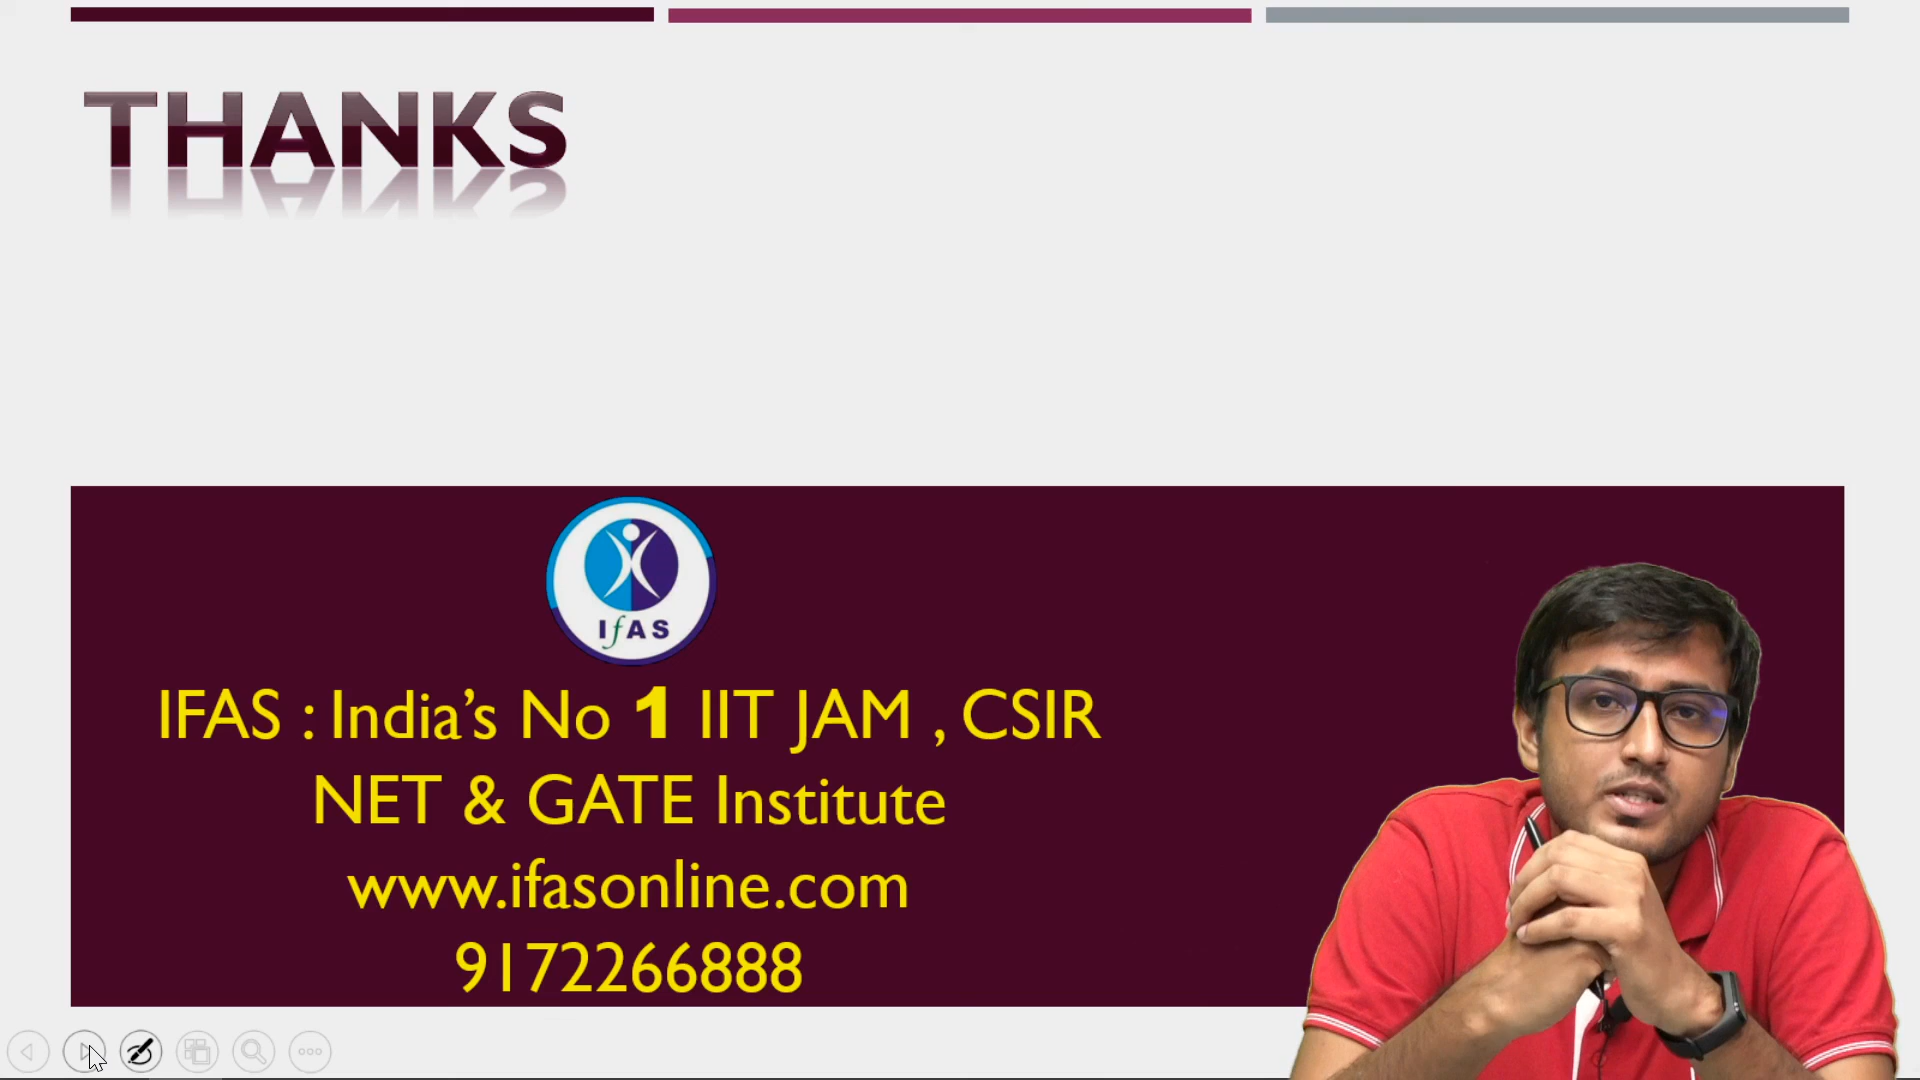 THANKS
IfAS
IFAS : India’s No 1 IIT JAM , CSIR
NET & GATE Institute
www.ifasonline.com
9172266888